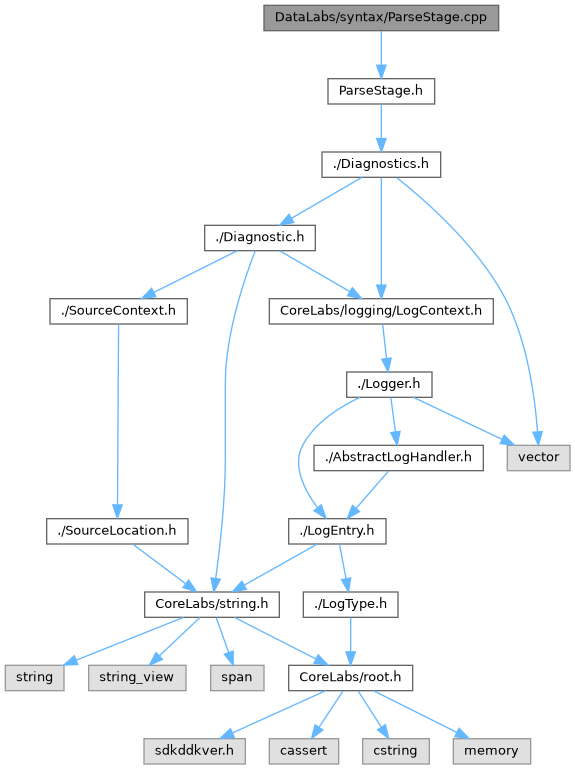 DataLabs/syntax/ParseStage.cpp
ParseStage.h
./Diagnostics.h
./Diagnostic.h
./SourceContext.h
CoreLabs/logging/LogContext.h
./Logger.h
./AbstractLogHandler.h
vector
./SourceLocation.h
./LogEntry.h
CoreLabs/string.h
./LogType.h
string
string_view
span
CoreLabs/root.h
sdkddkver.h
cassert
cstring
memory